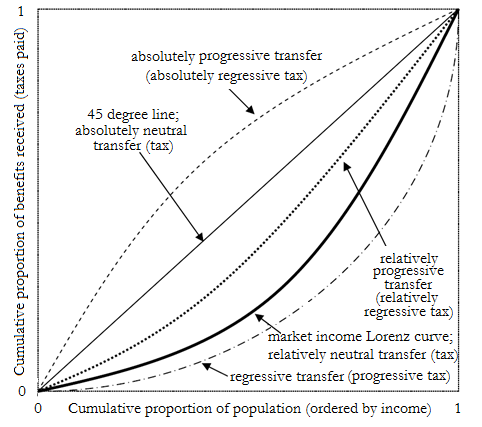 1
absolutely progressive transfer
(absolutely regressive tax)
45 degree line;
absolutely neutral
transfer (tax)
Cumulative proportion of benefits received (taxes paid)
relatively
progressive
transfer
(relatively
regressive tax)
market income Lorenz curve;
relatively neutral transfer (tax)
regressive transfer (progressive tax)
0
0 Cumulative proportion of population (ordered by income) 1